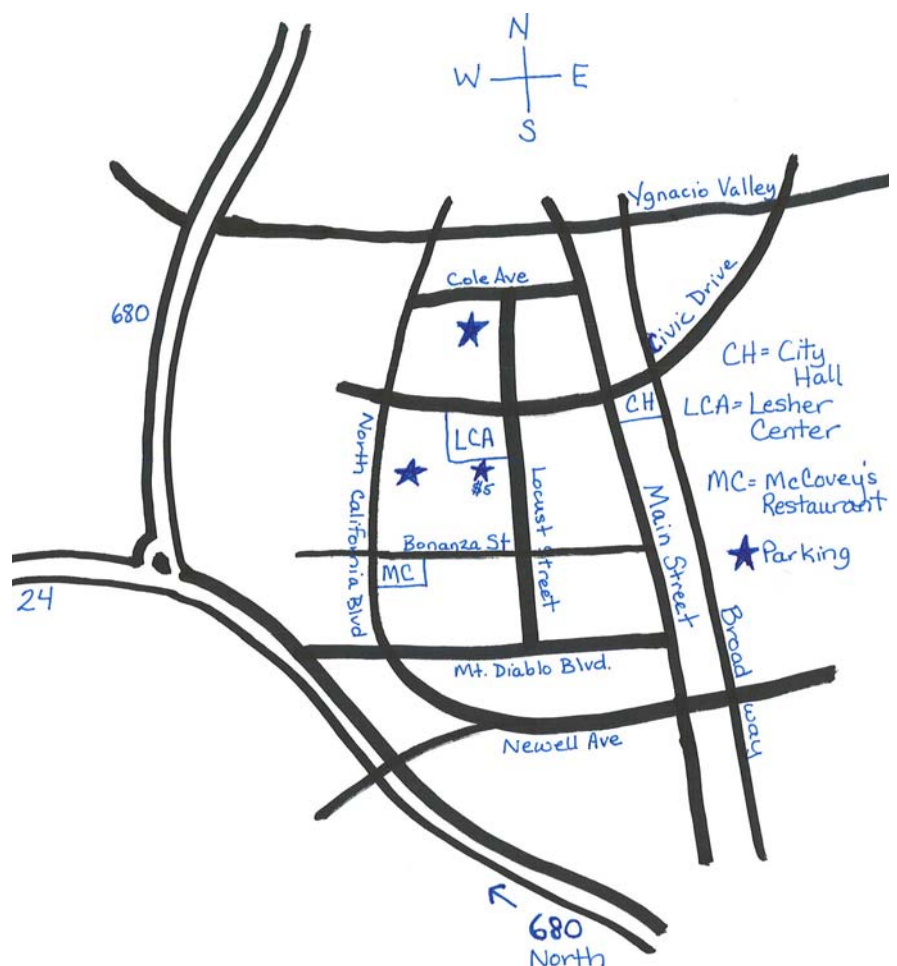 N
W E
S
Ygnacio Valley
Cole Ave
680
Civic Drive
CH = City
Hall
CH
LCA = Lesher
Center
LCA
North California Blvd
$5
Locust Street
Main Street
MC = McCovey's
Restaurant
Bonanza St
Parking
MC
24
Broadway
Mt. Diablo Blvd.
Newell Ave
680
North